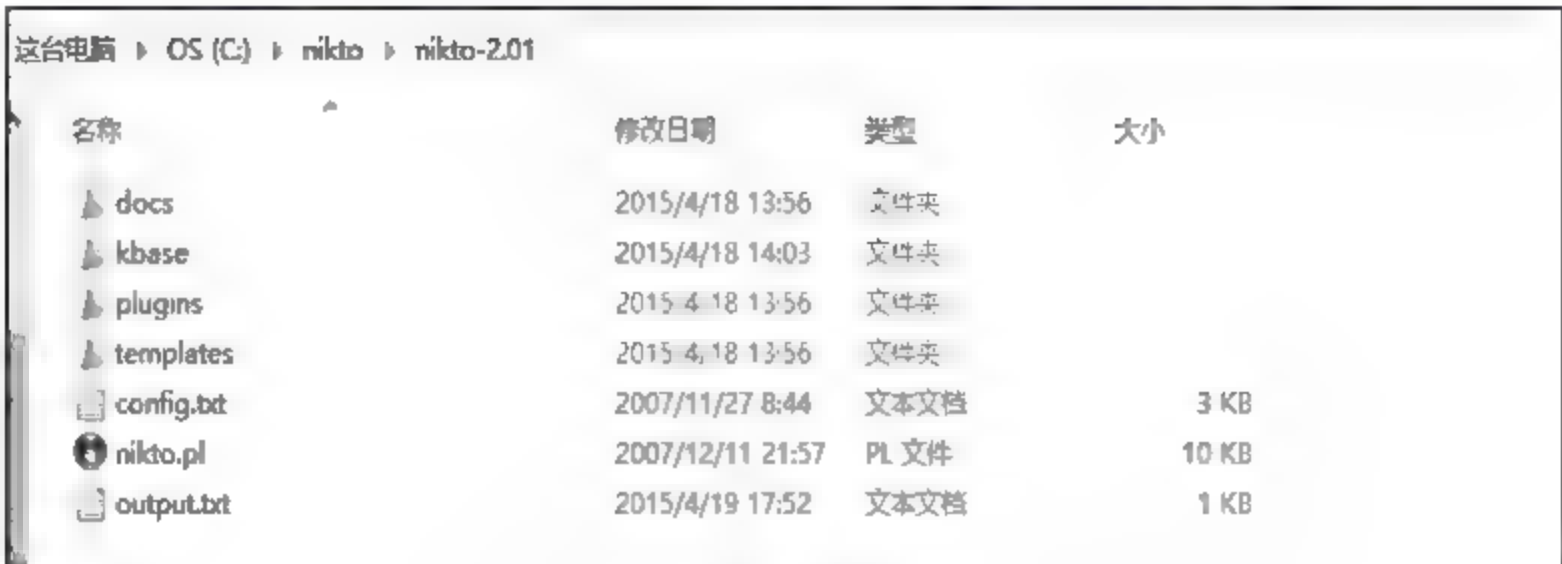 这台电脑 OS (C:) nikto nikto-2.01
名称 修改日期 类型 大小
docs 2015/4/18 13:56 文件夹
kbase 2015/4/18 14:03 文件夹
plugins 2015/4/18 13:56 文件夹
templates 2015/4/18 13:56 文件夹
config.txt 2007/11/27 8:44 文本文档 3 KB
nikto.pl 2007/12/11 21:57 PL 文件 10 KB
output.txt 2015/4/19 17:52 文本文档 1 KB